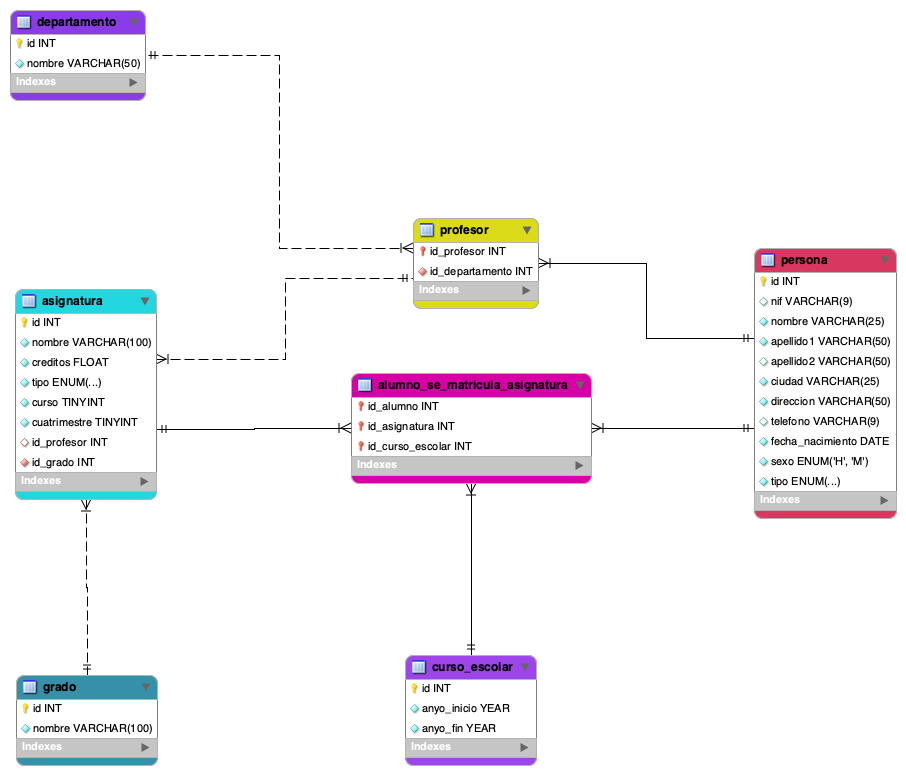 departamento
id INT
nombre VARCHAR(50)
Indexes
profesor
id_profesor INT
id_departamento INT
Indexes
persona
id INT
nif VARCHAR(9)
nombre VARCHAR(25)
apellido1 VARCHAR(50)
apellido2 VARCHAR(50)
ciudad VARCHAR(25)
direccion VARCHAR(50)
telefono VARCHAR(9)
fecha_nacimiento DATE
sexo ENUM('H', 'M')
tipo ENUM(...)
Indexes
asignatura
id INT
nombre VARCHAR(100)
creditos FLOAT
tipo ENUM(...)
curso TINYINT
cuatrimestre TINYINT
id_profesor INT
id_grado INT
Indexes
alumno_se_matricula_asignatura
id_alumno INT
id_asignatura INT
id_curso_escolar INT
Indexes
grado
id INT
nombre VARCHAR(100)
Indexes
curso_escolar
id INT
anyo_inicio YEAR
anyo_fin YEAR
Indexes